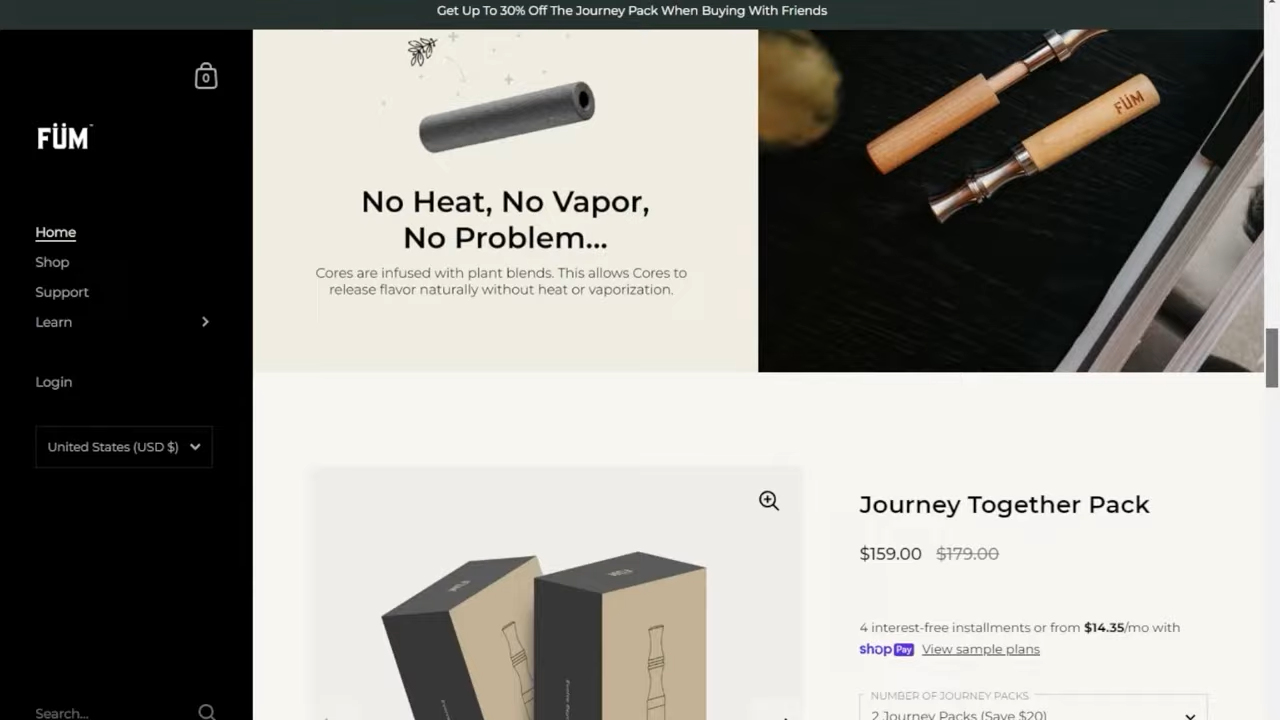 Get Up To 30% Off The Journey Pack When Buying With Friends
0
FÜM
Home
Shop
Support
Learn
Login
United States (USD $)
Search...
No Heat, No Vapor,
No Problem...
Cores are infused with plant blends. This allows Cores to
release flavor naturally without heat or vaporization.
FÜM
Journey Together Pack
$159.00 $179.00
4 interest-free installments or from $14.35/mo with
shop Pay View sample plans
NUMBER OF JOURNEY PACKS
2 Journey Packs (Save $20)